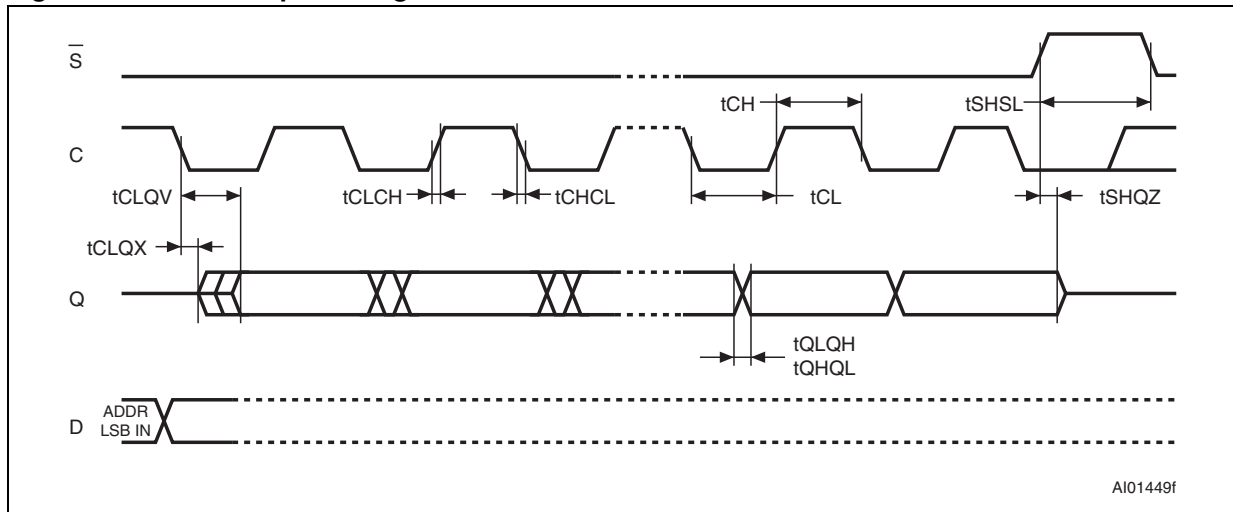 S
tCH
tSHSL
C
tCLQV
tCLCH
tCHCL
tCL
tSHQZ
tCLQX
Q
tQLQH
tQHQL
D
ADDR
LSB IN
AI01449f